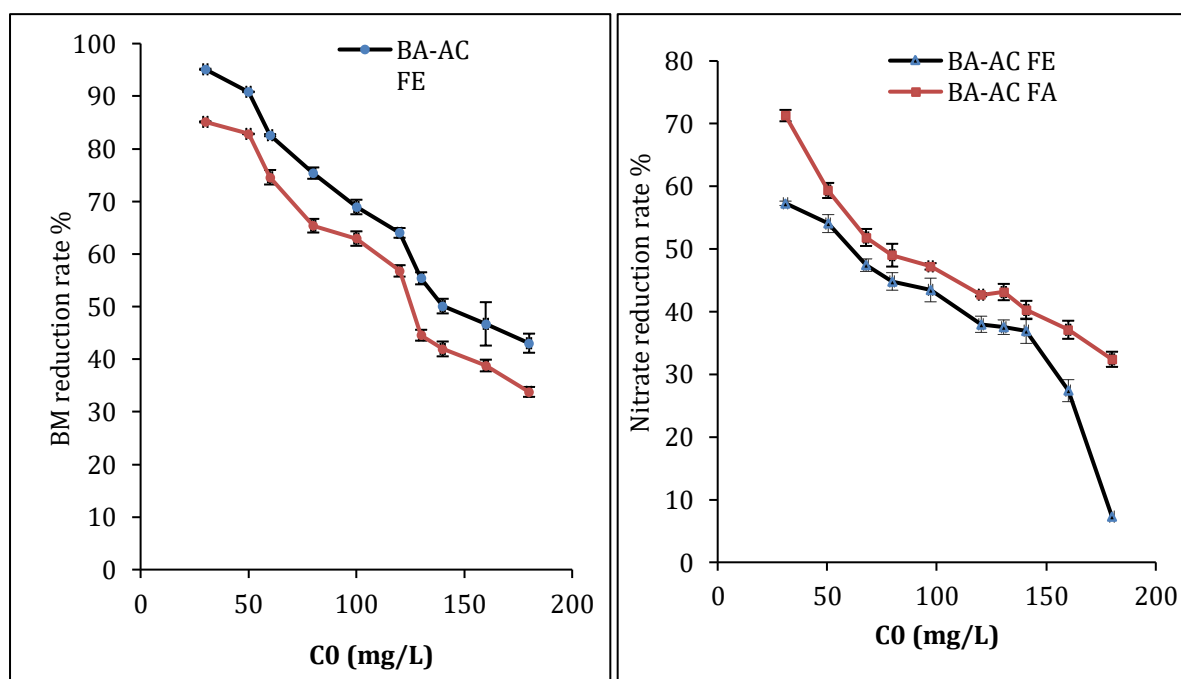 BA-AC
FE
BM reduction rate %
100
90
80
70
60
50
40
30
20
10
0
0 50 100 150 200
C0 (mg/L)
BA-AC FE
BA-AC FA
Nitrate reduction rate %
80
70
60
50
40
30
20
10
0
0 50 100 150 200
C0 (mg/L)